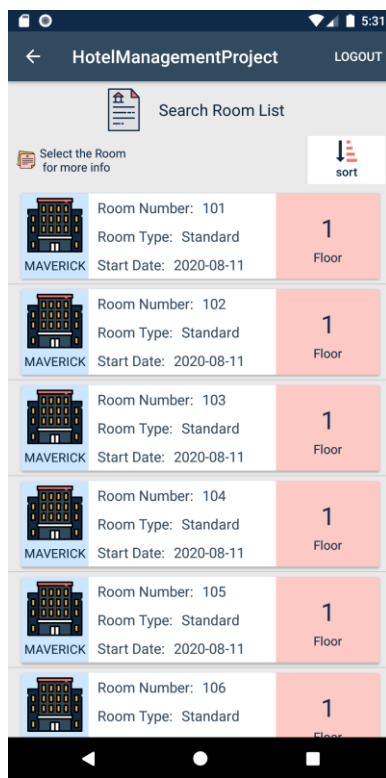 5:31
HotelManagementProject
LOGOUT
Search Room List
Select the Room
for more info
sort
Room Number: 101
Room Type: Standard
MAVERICK Start Date: 2020-08-11
1
Floor
Room Number: 102
Room Type: Standard
MAVERICK Start Date: 2020-08-11
1
Floor
Room Number: 103
Room Type: Standard
MAVERICK Start Date: 2020-08-11
1
Floor
Room Number: 104
Room Type: Standard
MAVERICK Start Date: 2020-08-11
1
Floor
Room Number: 105
Room Type: Standard
MAVERICK Start Date: 2020-08-11
1
Floor
Room Number: 106
Room Type: Standard
1
Floor